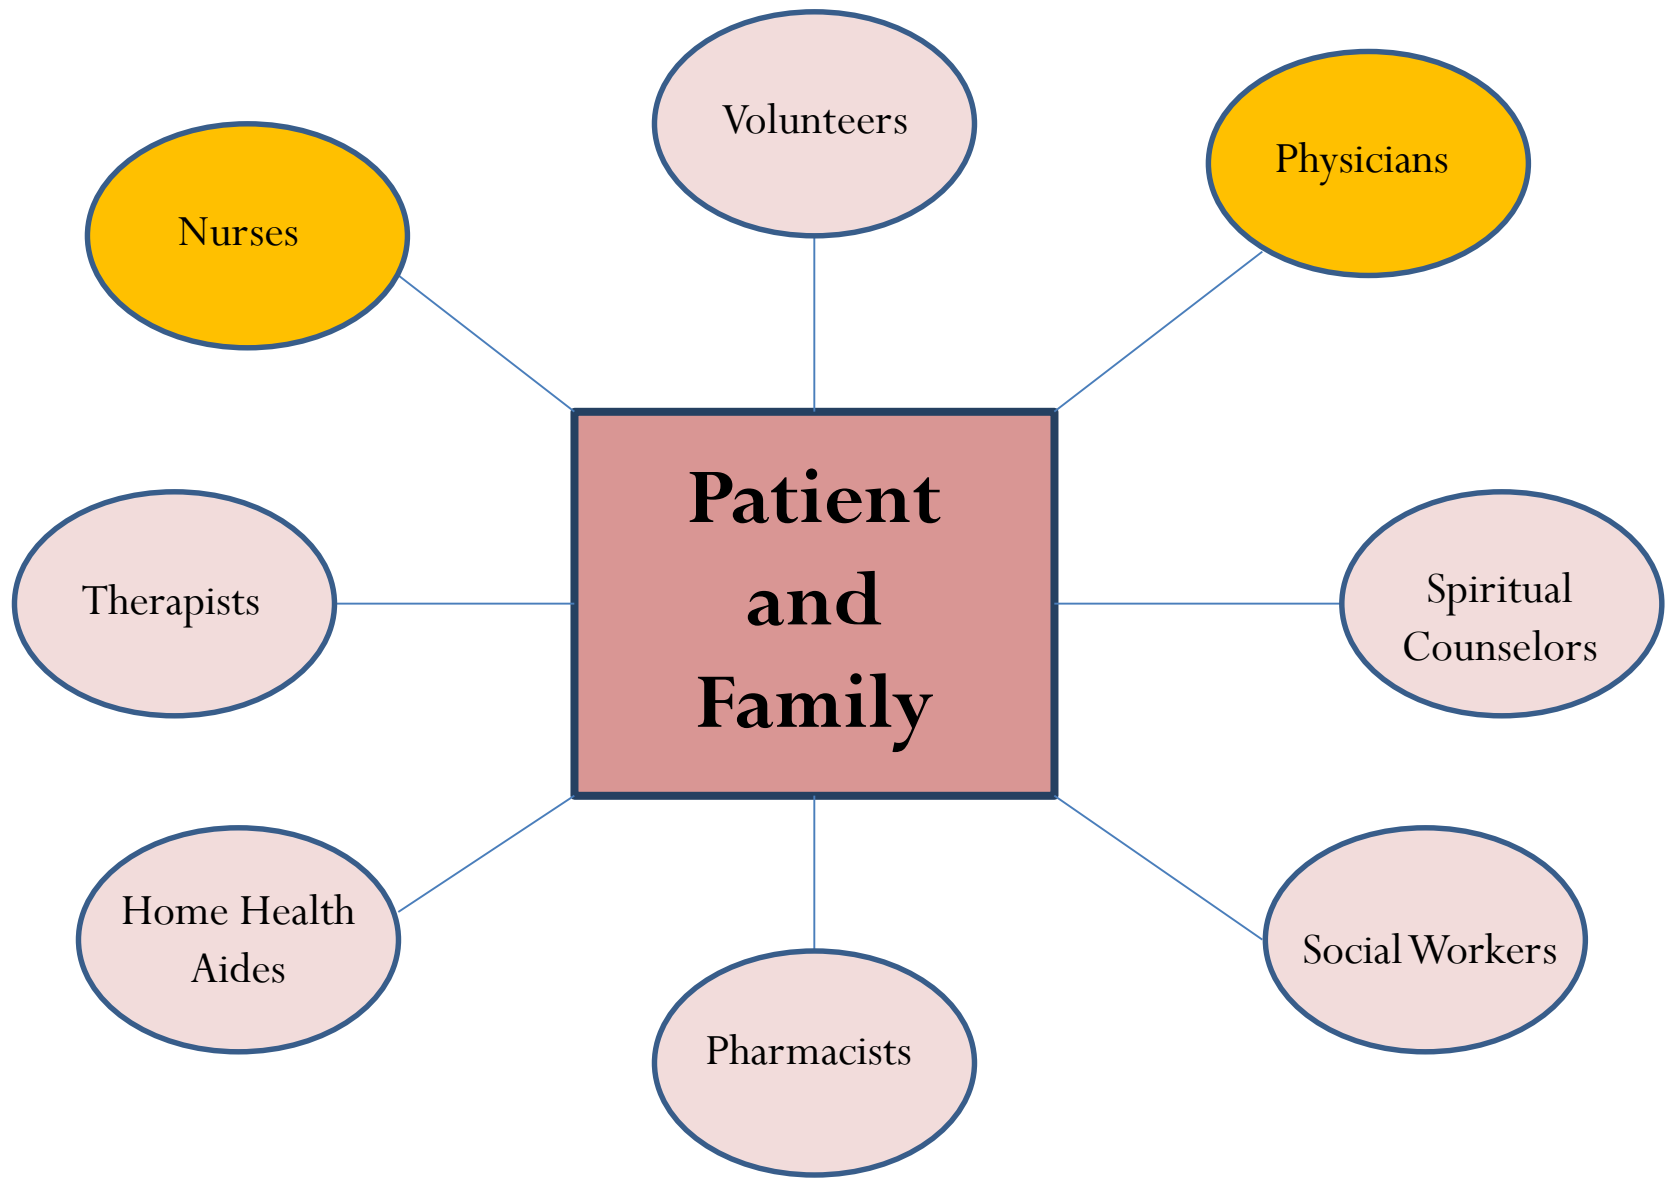 Volunteers
Physicians
Nurses
Patient
and
Family
Therapists
Spiritual
Counselors
Home Health
Aides
Social Workers
Pharmacists